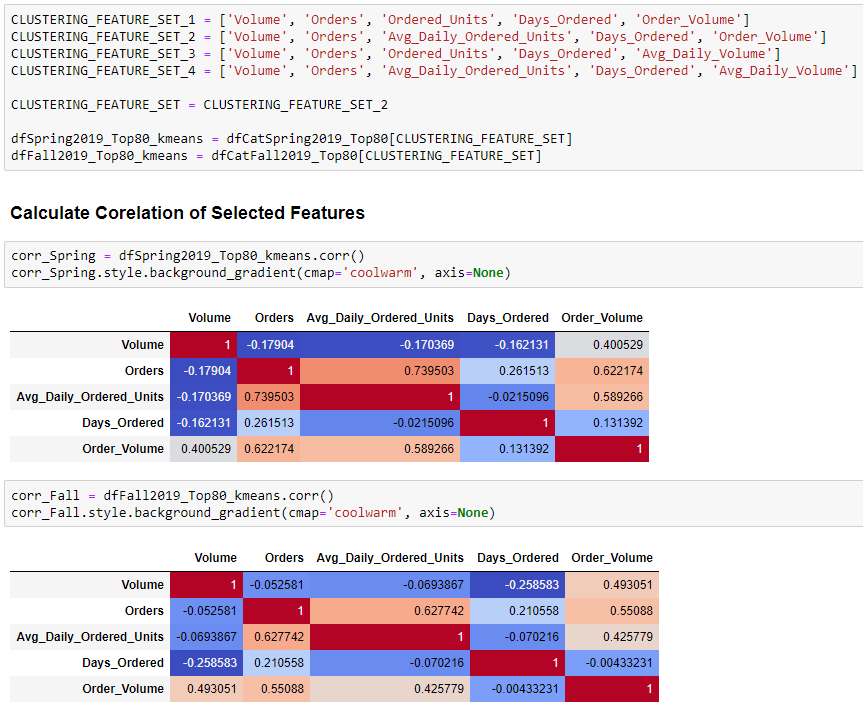 CLUSTERING_FEATURE_SET_1 = ['Volume', 'Orders', 'Ordered_Units', 'Days_Ordered', 'Order_Volume']
CLUSTERING_FEATURE_SET_2 = ['Volume', 'Orders', 'Avg_Daily_Ordered_Units', 'Days_Ordered', 'Order_Volume']
CLUSTERING_FEATURE_SET_3 = ['Volume', 'Orders', 'Ordered_Units', 'Days_Ordered', 'Avg_Daily_Volume']
CLUSTERING_FEATURE_SET_4 = ['Volume', 'Orders', 'Avg_Daily_Ordered_Units', 'Days_Ordered', 'Avg_Daily_Volume']
CLUSTERING_FEATURE_SET = CLUSTERING_FEATURE_SET_2
dfSpring2019_Top80_kmeans = dfCatSpring2019_Top80[CLUSTERING_FEATURE_SET]
dfFall2019_Top80_kmeans = dfCatFall2019_Top80[CLUSTERING_FEATURE_SET]
Calculate Corelation of Selected Features
corr_Spring = dfSpring2019_Top80_kmeans.corr()
corr_Spring.style.background_gradient(cmap='coolwarm', axis=None)
Volume Orders Avg_Daily_Ordered_Units Days_Ordered Order_Volume
Volume 1 -0.17904 -0.170369 -0.162131 0.400529
Orders -0.17904 1 0.739503 0.261513 0.622174
Avg_Daily_Ordered_Units -0.170369 0.739503 1 -0.0215096 0.589266
Days_Ordered -0.162131 0.261513 -0.0215096 1 0.131392
Order_Volume 0.400529 0.622174 0.589266 0.131392 1
corr_Fall = dfFall2019_Top80_kmeans.corr()
corr_Fall.style.background_gradient(cmap='coolwarm', axis=None)
Volume Orders Avg_Daily_Ordered_Units Days_Ordered Order_Volume
Volume 1 -0.052581 -0.0693867 -0.258583 0.493051
Orders -0.052581 1 0.627742 0.210558 0.55088
Avg_Daily_Ordered_Units -0.0693867 0.627742 1 -0.070216 0.425779
Days_Ordered -0.258583 0.210558 -0.070216 1 -0.00433231
Order_Volume 0.493051 0.55088 0.425779 -0.00433231 1